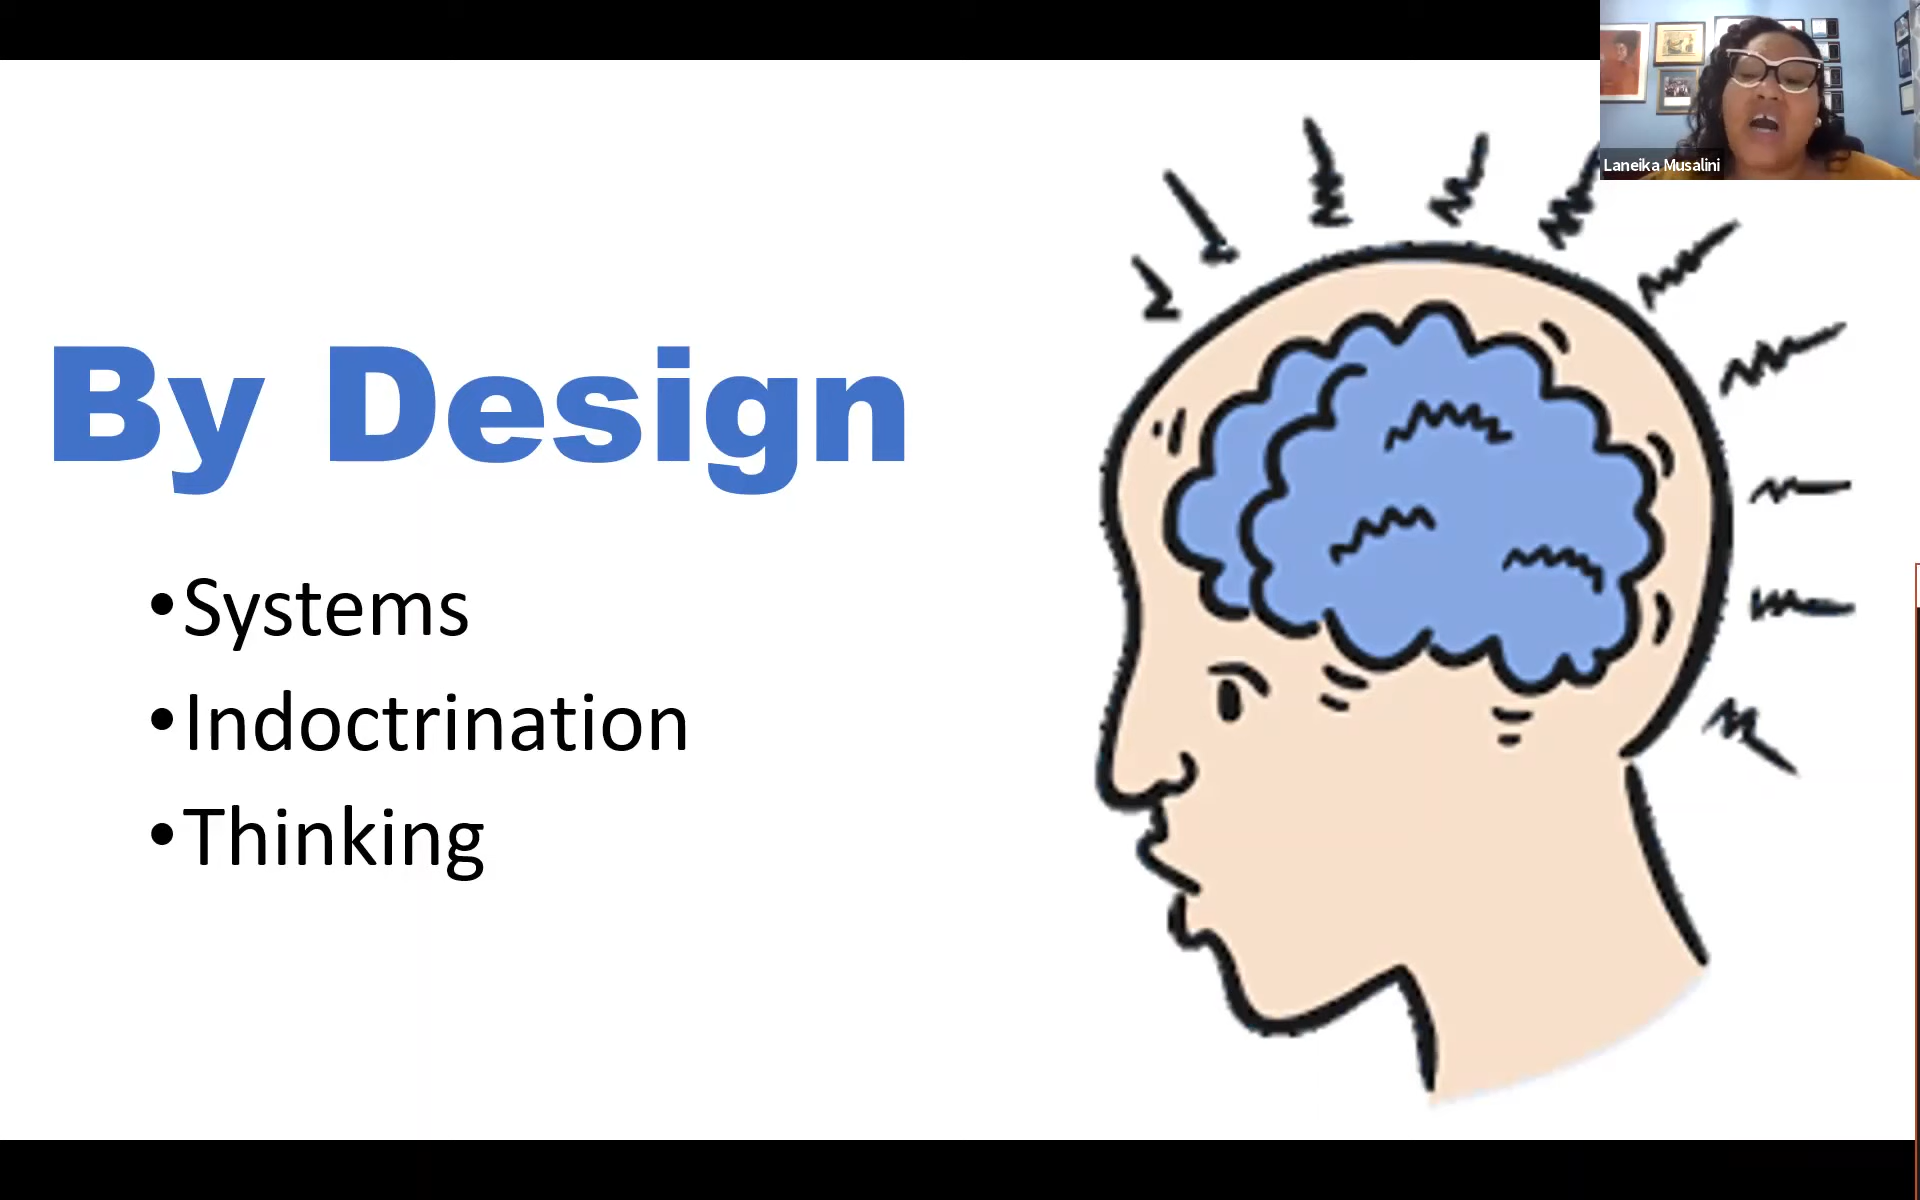 Laneika Musalini
By Design
•Systems
•Indoctrination
•Thinking